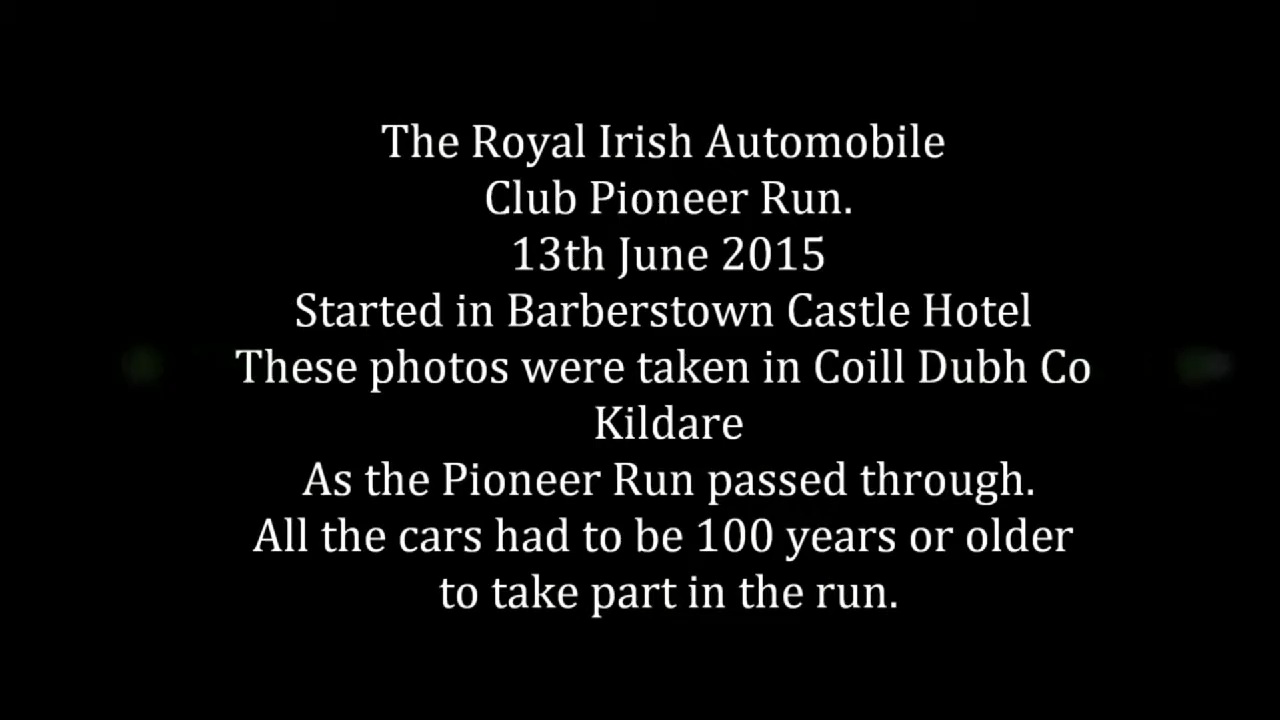 The Royal Irish Automobile
Club Pioneer Run.
13th June 2015
Started in Barberstown Castle Hotel
These photos were taken in Coill Dubh Co
Kildare
As the Pioneer Run passed through.
All the cars had to be 100 years or older
to take part in the run.